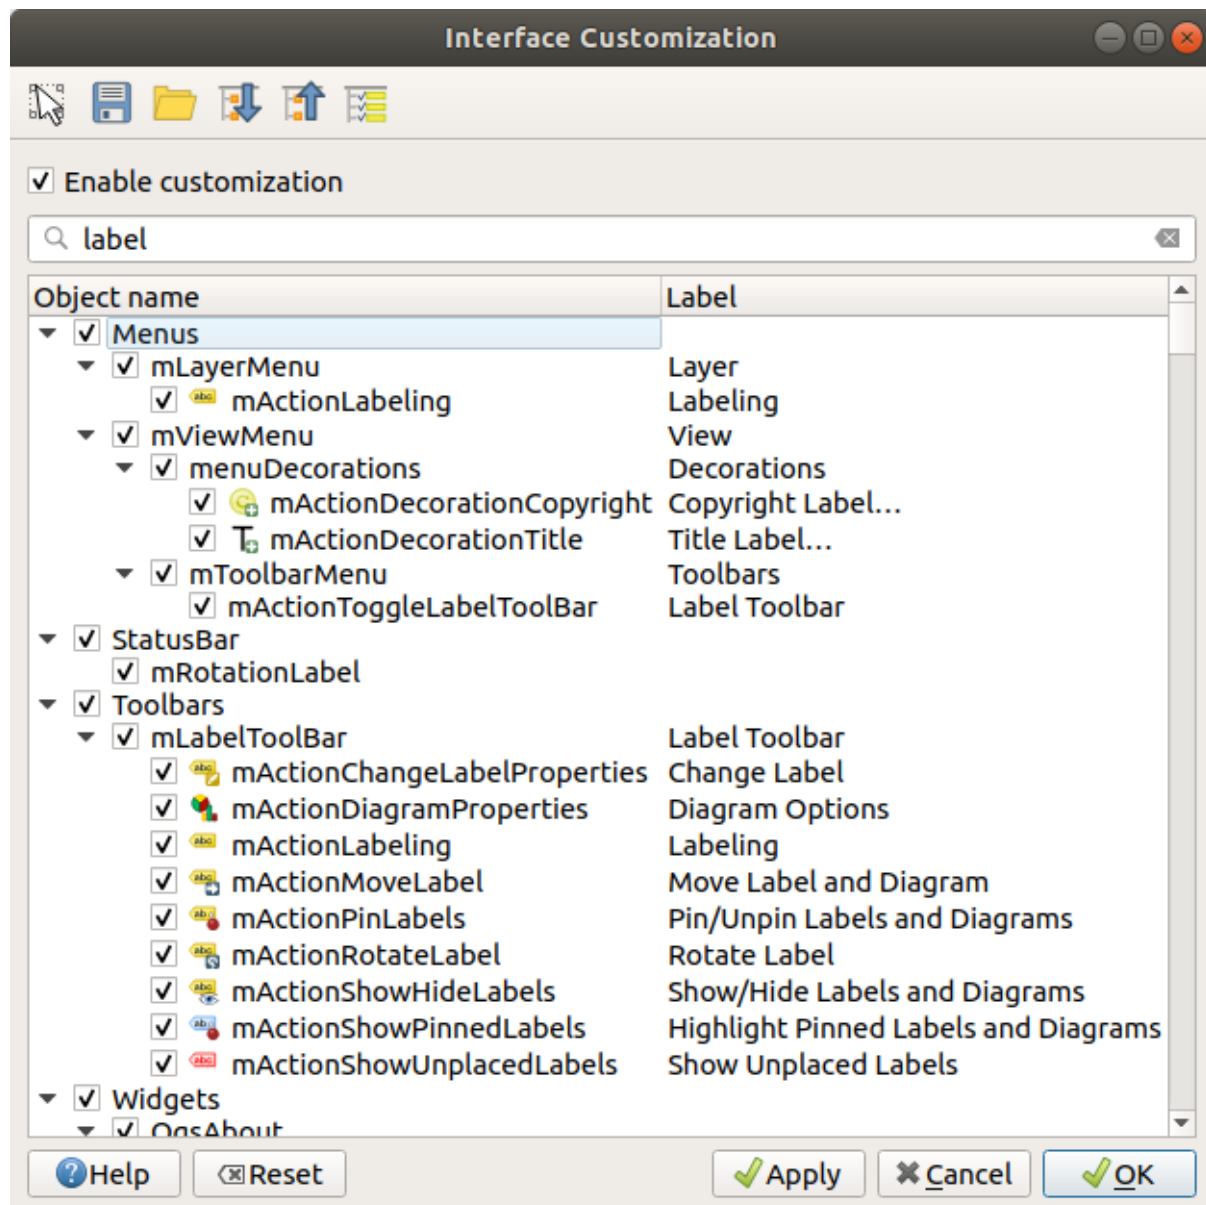 Interface Customization
Enable customization
label
Object name Label
Menus
mLayerMenu Layer
mActionLabeling Labeling
mViewMenu View
menuDecorations Decorations
mActionDecorationCopyright Copyright Label...
mActionDecorationTitle Title Label...
mToolbarMenu Toolbars
mActionToggleLabelToolBar Label Toolbar
StatusBar
mRotationLabel
Toolbars
mLabelToolBar Label Toolbar
mActionChangeLabelProperties Change Label
mActionDiagramProperties Diagram Options
mActionLabeling Labeling
mActionMoveLabel Move Label and Diagram
mActionPinLabels Pin/Unpin Labels and Diagrams
mActionRotateLabel Rotate Label
mActionShowHideLabels Show/Hide Labels and Diagrams
mActionShowPinnedLabels Highlight Pinned Labels and Diagrams
mActionShowUnplacedLabels Show Unplaced Labels
Widgets
QgsAbout
Help Reset Apply Cancel OK